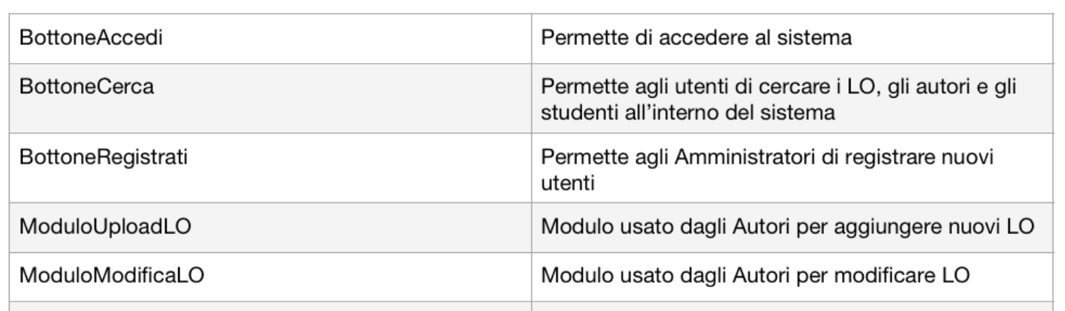 BottoneAccedi
Permette di accedere al sistema
BottoneCerca
Permette agli utenti di cercare i LO, gli autori e gli
studenti all’interno del sistema
BottoneRegistrati
Permette agli Amministratori di registrare nuovi
utenti
ModuloUploadLO
Modulo usato dagli Autori per aggiungere nuovi LO
ModuloModificaLO
Modulo usato dagli Autori per modificare LO